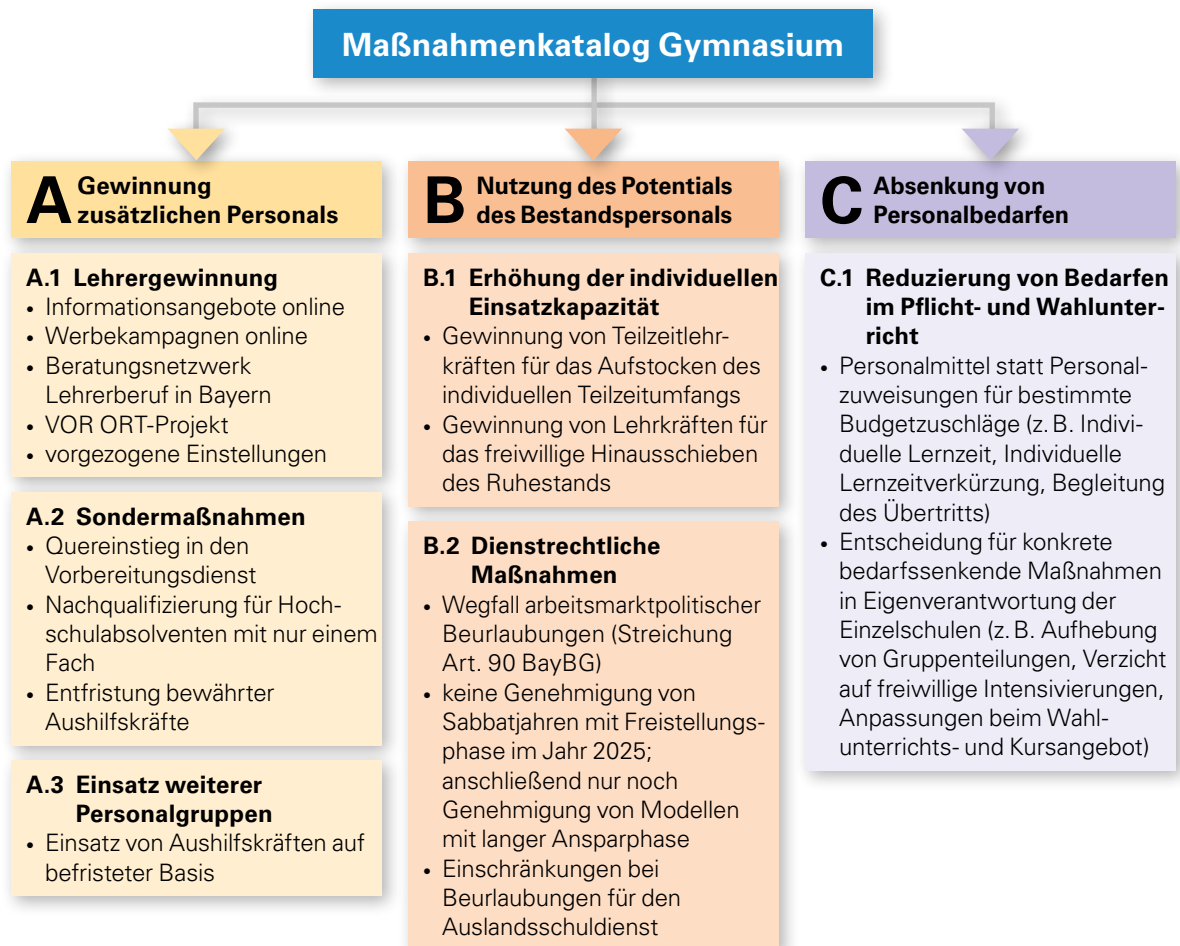 Maßnahmenkatalog Gymnasium
A Gewinnung
zusätzlichen Personals
A.1 Lehrergewinnung
• Informationsangebote online
• Werbekampagnen online
• Beratungsnetzwerk
Lehrerberuf in Bayern
• VOR ORT-Projekt
• vorgezogene Einstellungen
A.2 Sondermaßnahmen
• Quereinstieg in den
Vorbereitungsdienst
• Nachqualifizierung für Hoch-
schulabsolventen mit nur einem
Fach
• Entfristung bewährter
Aushilfskräfte
A.3 Einsatz weiterer
Personalgruppen
• Einsatz von Aushilfskräften auf
befristeter Basis
B Nutzung des Potentials
des Bestandspersonals
B.1 Erhöhung der individuellen
Einsatzkapazität
• Gewinnung von Teilzeitlehr-
kräften für das Aufstocken des
individuellen Teilzeitumfangs
• Gewinnung von Lehrkräften für
das freiwillige Hinausschieben
des Ruhestands
B.2 Dienstrechtliche
Maßnahmen
• Wegfall arbeitsmarktpolitischer
Beurlaubungen (Streichung
Art. 90 BayBG)
• keine Genehmigung von
Sabbatjahren mit Freistellungs-
phase im Jahr 2025;
anschließend nur noch
Genehmigung von Modellen
mit langer Ansparphase
• Einschränkungen bei
Beurlaubungen für den
Auslandsschuldienst
C Absenkung von
Personalbedarfen
C.1 Reduzierung von Bedarfen
im Pflicht- und Wahlunter-
richt
• Personalmittel statt Personal-
zuweisungen für bestimmte
Budgetzuschläge (z. B. Indivi-
duelle Lernzeit, Individuelle
Lernzeitverkürzung, Begleitung
des Übertritts)
• Entscheidung für konkrete
bedarfssenkende Maßnahmen
in Eigenverantwortung der
Einzelschulen (z. B. Aufhebung
von Gruppenteilungen, Verzicht
auf freiwillige Intensivierungen,
Anpassungen beim Wahl-
unterrichts- und Kursangebot)